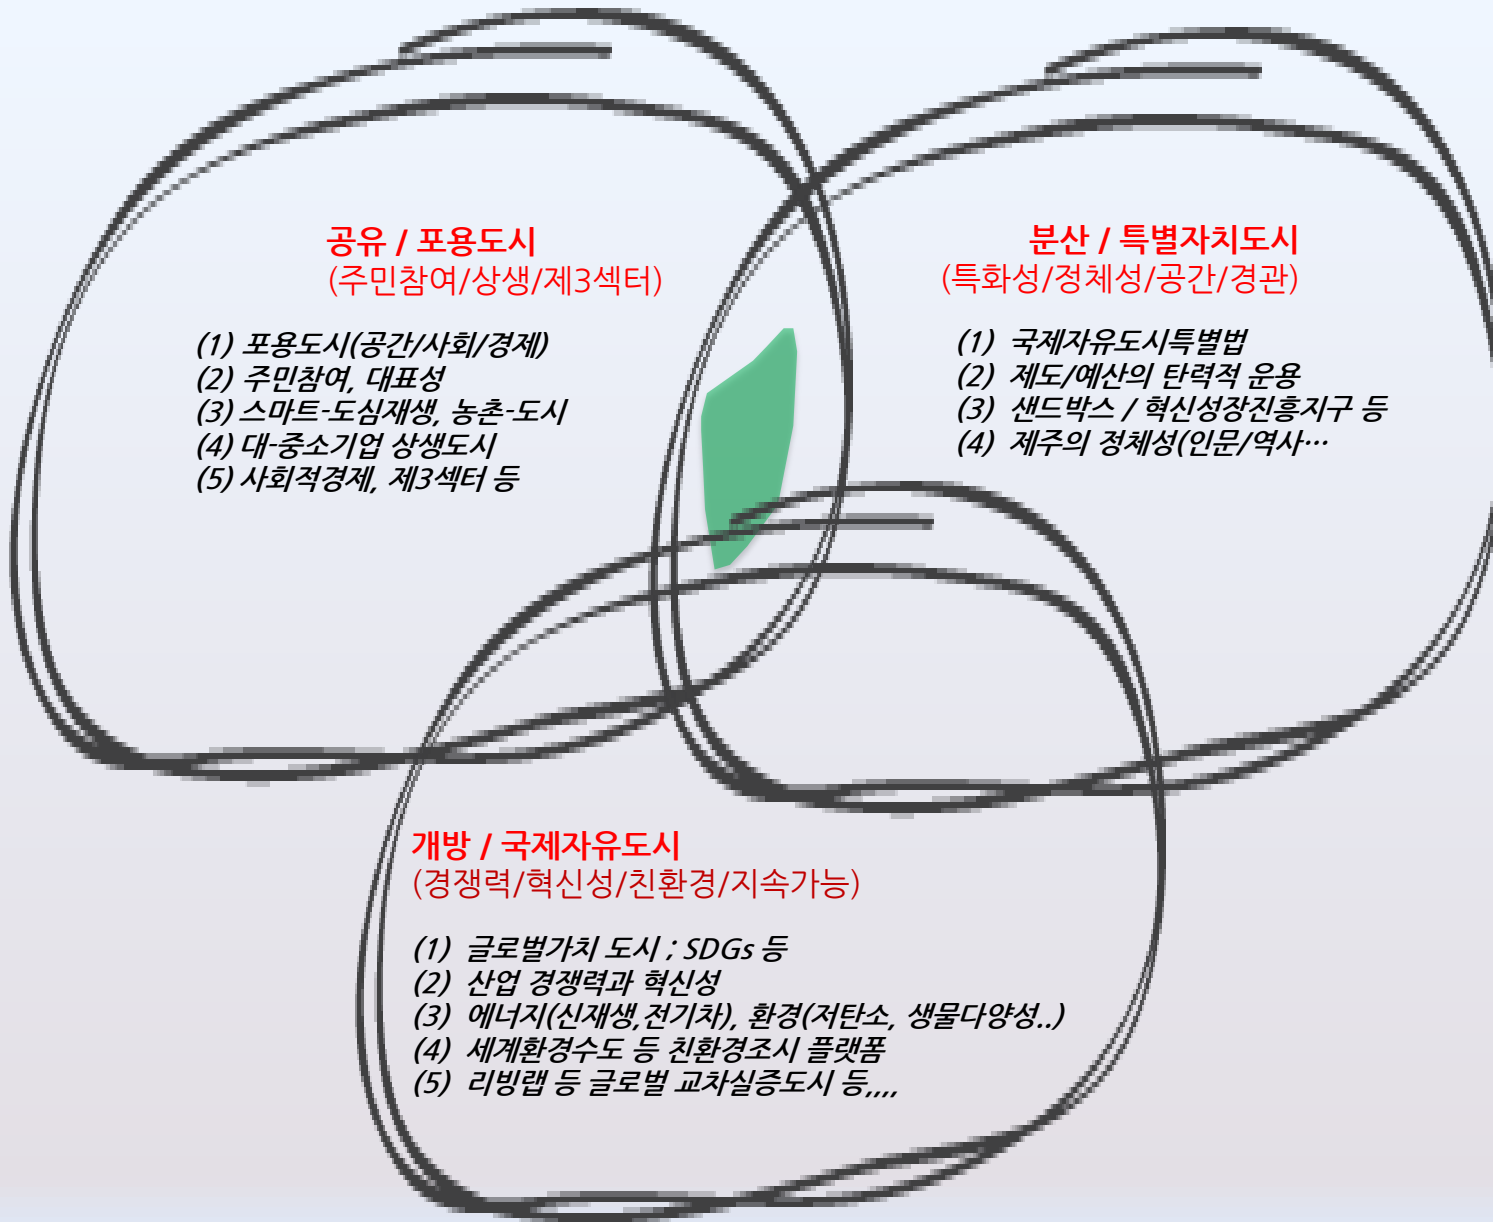 공유 / 포용도시
(주민참여/상생/제3섹터)
(1) 포용도시(공간/사회/경제)
(2) 주민참여, 대표성
(3) 스마트-도심재생, 농촌-도시
(4) 대-중소기업 상생도시
(5) 사회적경제, 제3섹터 등
분산 / 특별자치도시
(특화성/정체성/공간/경관)
(1) 국제자유도시특별법
(2) 제도/예산의 탄력적 운용
(3) 샌드박스 / 혁신성장진흥지구 등
(4) 제주의 정체성(인문/역사…
개방 / 국제자유도시
(경쟁력/혁신성/친환경/지속가능)
(1) 글로벌가치 도시 ; SDGs 등
(2) 산업 경쟁력과 혁신성
(3) 에너지(신재생,전기차), 환경(저탄소, 생물다양성..)
(4) 세계환경수도 등 친환경조시 플랫폼
(5) 리빙랩 등 글로벌 교차실증도시 등,,,,